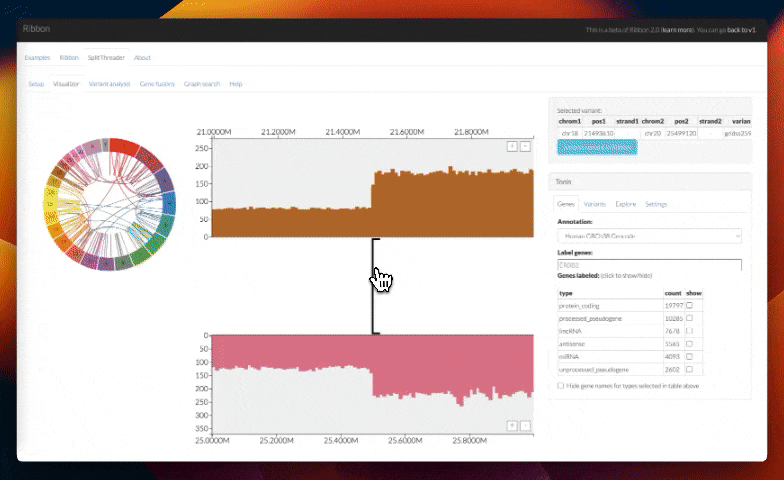 Ribbon
This is a beta of Ribbon 2.0 (learn more). You can go back to v1
Examples Ribbon SplitThreader About
Setup Visualizer Variant analysis Gene fusions Graph search Help
21.0000M 21.2000M 21.4000M 21.6000M 21.8000M
250
200
150
100
50
0
+ -
0
50
100
150
200
250
300
350
+ -
25.0000M 25.2000M 25.4000M 25.6000M 25.8000M
Selected variant:
chrom1 pos1 strand1 chrom2 pos2 strand2 varian
chr18 21493610 chr20 25499120 gridss259
Tools
Genes Variants Explore Settings
Annotation:
Human GRCh38 Gencode
Label genes:
Genes labeled: (click to show/hide)
type count show
protein_coding 19797
processed_pseudogene 10285
lincRNA 7678
antisense
miRNA 4093
unprocessed_pseudogene 2602
Hide gene names for types selected in table above